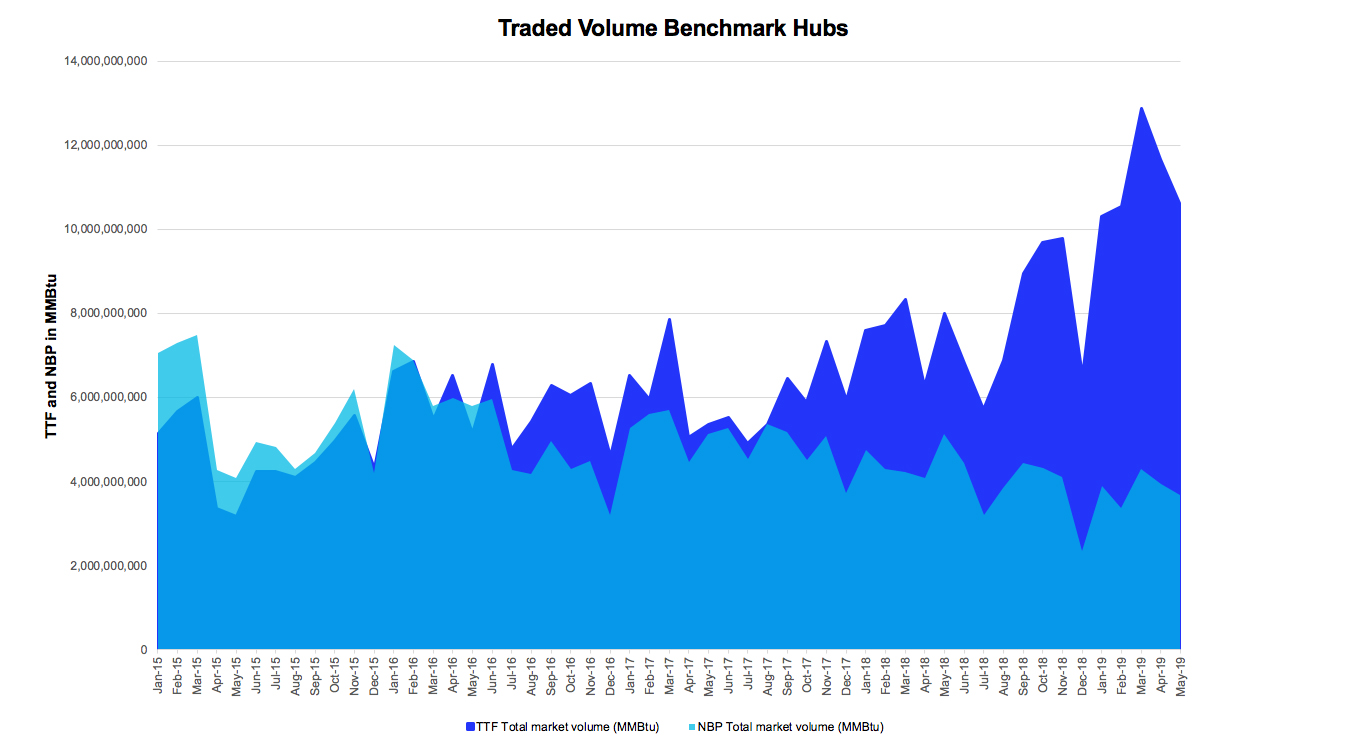 Traded Volume Benchmark Hubs
14,000,000,000
12,000,000,000
10,000,000,000
8,000,000,000
6,000,000,000
4,000,000,000
2,000,000,000
0
TTF and NBP in MMBtu
Jan-15
Feb-15
Mar-15
Apr-15
May-15
Jun-15
Jul-15
Aug-15
Sep-15
Oct-15
Nov-15
Dec-15
Jan-16
Feb-16
Mar-16
Apr-16
May-16
Jun-16
Jul-16
Aug-16
Sep-16
Oct-16
Nov-16
Dec-16
Jan-17
Feb-17
Mar-17
Apr-17
May-17
Jun-17
Jul-17
Aug-17
Sep-17
Oct-17
Nov-17
Dec-17
Jan-18
Feb-18
Mar-18
Apr-18
May-18
Jun-18
Jul-18
Aug-18
Sep-18
Oct-18
Nov-18
Dec-18
Jan-19
Feb-19
Mar-19
Apr-19
May-19
TTF Total market volume (MMBtu)
NBP Total market volume (MMBtu)